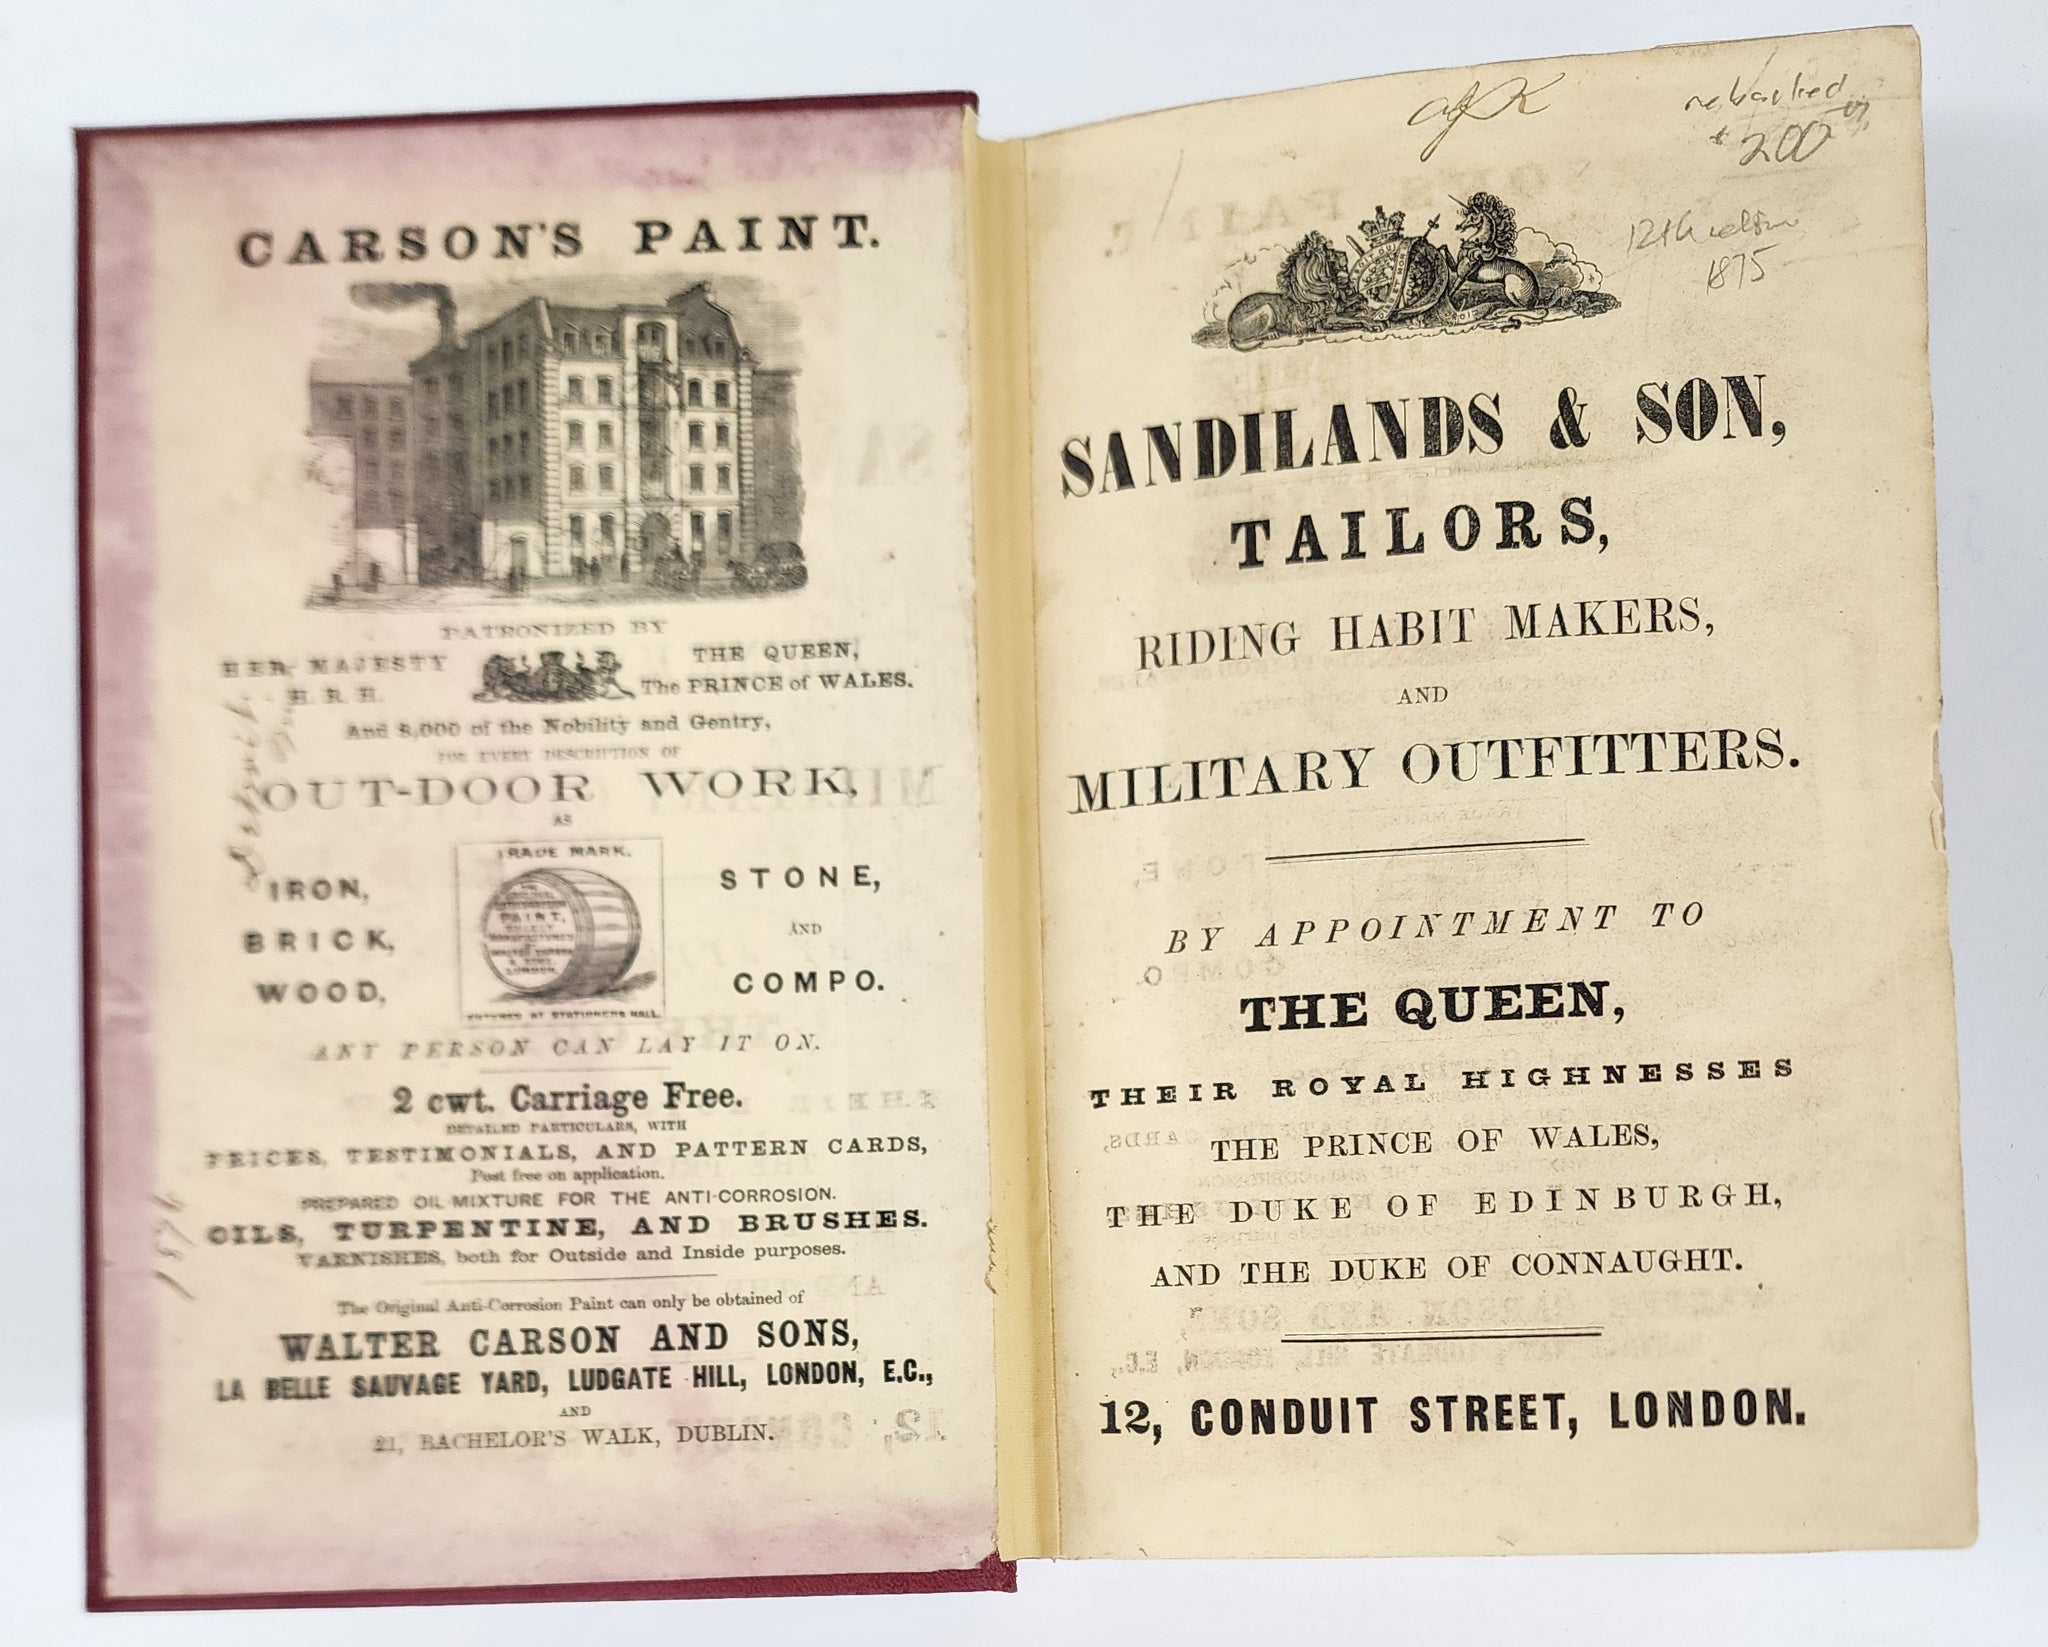 CARSON'S PAINT.
PATRONIZED BY
HER MAJESTY THE QUEEN,
H. R. H. The PRINCE of WALES.
And 8,000 of the Nobility and Gentry,
FOR EVERY DESCRIPTION OF
OUT-DOOR WORK,
AS
IRON,
BRICK,
WOOD,
TRADE MARK.
PAINT,
LONDON.
ENTERED AT STATIONERS HALL.
STONE,
AND
COMPO.
ANY PERSON CAN LAY IT ON.
2 cwt. Carriage Free.
DETAILED PARTICULARS, WITH
PRICES, TESTIMONIALS, AND PATTERN CARDS,
Post free on application.
PREPARED OIL MIXTURE FOR THE ANTI-CORROSION.
OILS, TURPENTINE, AND BRUSHES.
VARNISHES, both for Outside and Inside purposes.
The Original Anti-Corrosion Paint can only be obtained of
WALTER CARSON AND SONS,
LA BELLE SAUVAGE YARD, LUDGATE HILL, LONDON, E.C.,
AND
21, BACHELOR'S WALK, DUBLIN.
rebacked
200
1875
SANDILANDS & SON,
TAILORS,
RIDING HABIT MAKERS,
AND
MILITARY OUTFITTERS.
BY APPOINTMENT TO
THE QUEEN,
THEIR ROYAL HIGHNESSES
THE PRINCE OF WALES,
THE DUKE OF EDINBURGH,
AND THE DUKE OF CONNAUGHT.
12, CONDUIT STREET, LONDON.